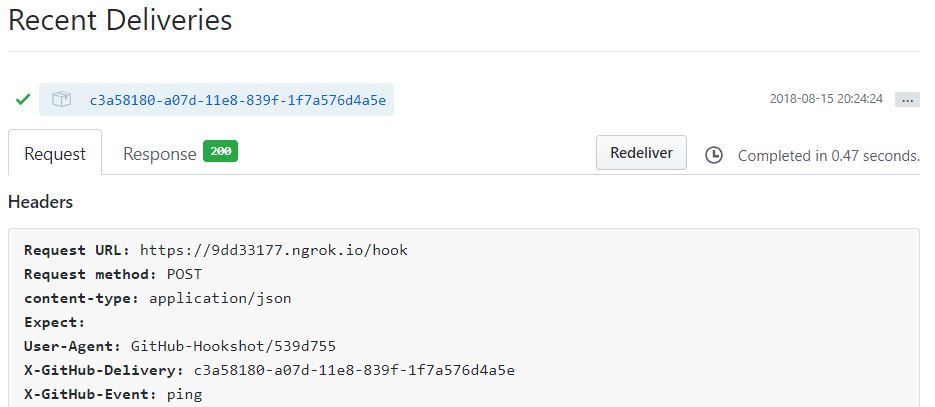 Recent Deliveries
c3a58180-a07d-11e8-839f-1f7a576d4a5e 2018-08-15 20:24:24 ...
Request Response 200 Redeliver Completed in 0.47 seconds.
Headers
Request URL: https://9dd33177.ngrok.io/hook
Request method: POST
content-type: application/json
Expect:
User-Agent: GitHub-Hookshot/539d755
X-GitHub-Delivery: c3a58180-a07d-11e8-839f-1f7a576d4a5e
X-GitHub-Event: ping